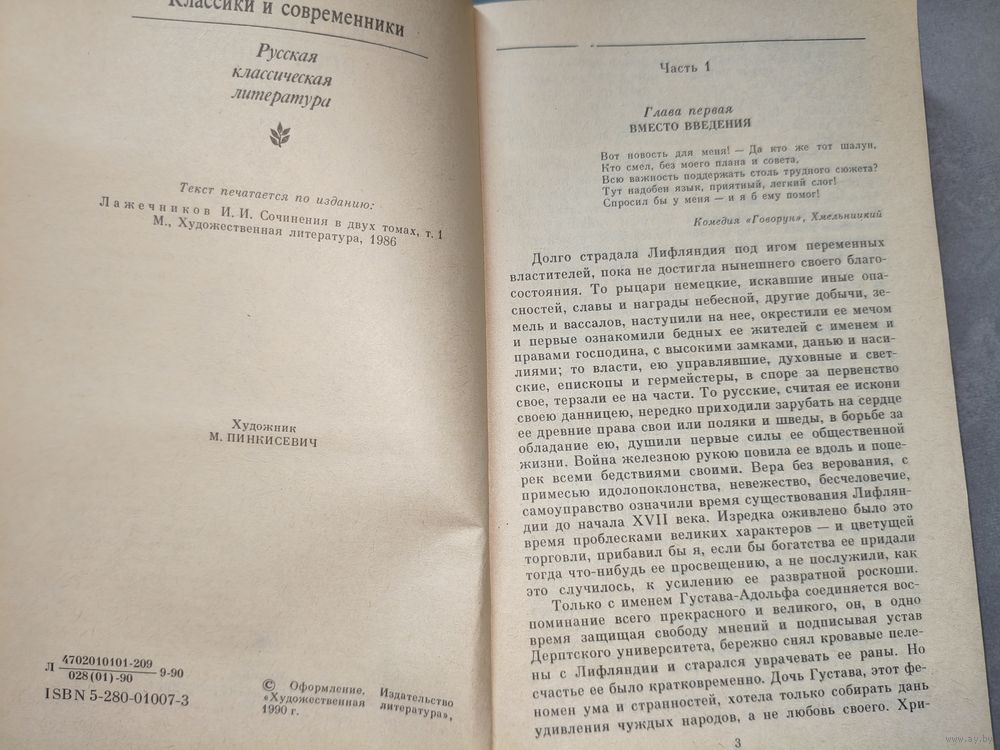 Классики и современники
Русская
классическая
литература
Текст печатается по изданию:
Лажечников И. И. Сочинения в двух томах, т. 1
М., Художественная литература, 1986
Художник
М. ПИНКИСЕВИЧ
Л 4702010101-209 9-90
028(01)-90
ISBN 5-280-01007-3
© Оформление. Издательство
«Художественная литература»,
1990 г.
Часть 1
Глава первая
ВМЕСТО ВВЕДЕНИЯ
Вот новость для меня! — Да кто же тот шалун,
Кто смел, без моего плана и совета,
Всю важность поддержать столь трудного сюжета?
Тут надобен язык, приятный, легкий слог!
Спросил бы у меня — и я б ему помог!
Комедия «Говорун», Хмельницкий
Долго страдала Лифляндия под игом переменных
властителей, пока не достигла нынешнего своего благо-
состояния. То рыцари немецкие, искавшие иные опа-
сностей, славы и награды небесной, другие добычи, зе-
мель и вассалов, наступили на нее, окрестили ее мечом
и первые ознакомили бедных ее жителей с именем и
правами господина, с высокими замками, данью и наси-
лиями; то власти, ею управлявшие, духовные и свет-
ские, епископы и гермейстеры, в споре за первенство
свое, терзали ее на части. То русские, считая ее искони
своею данницею, нередко приходили зарубать на сердце
ее древние права свои или поляки и шведы, в борьбе за
обладание ею, душили первые силы ее общественной
жизни. Война железною рукою повила ее вдоль и попе-
рек всеми бедствиями своими. Вера без верования, с
примесью идолопоклонства, невежество, бесчеловечие,
самоуправство означили время существования Лифлян-
дии до начала XVII века. Изредка оживлено было это
время проблесками великих характеров — и цветущей
торговли, прибавил бы я, если бы богатства ее придали
тогда что-нибудь ее просвещению, а не послужили, как
это случилось, к усилению ее развратной роскоши.
Только с именем Густава-Адольфа соединяется вос-
поминание всего прекрасного и великого, он, в одно
время защищая свободу мнений и подписывая устав
Дерптского университета, бережно снял кровавые пеле-
ны с Лифляндии и старался уврачевать ее раны. Но
счастье ее было кратковременно. Дочь Густава, этот фе-
номен ума и странностей, хотела только собирать дань
удивления чуждых народов, а не любовь своего. Хри-
3
www.ay.by